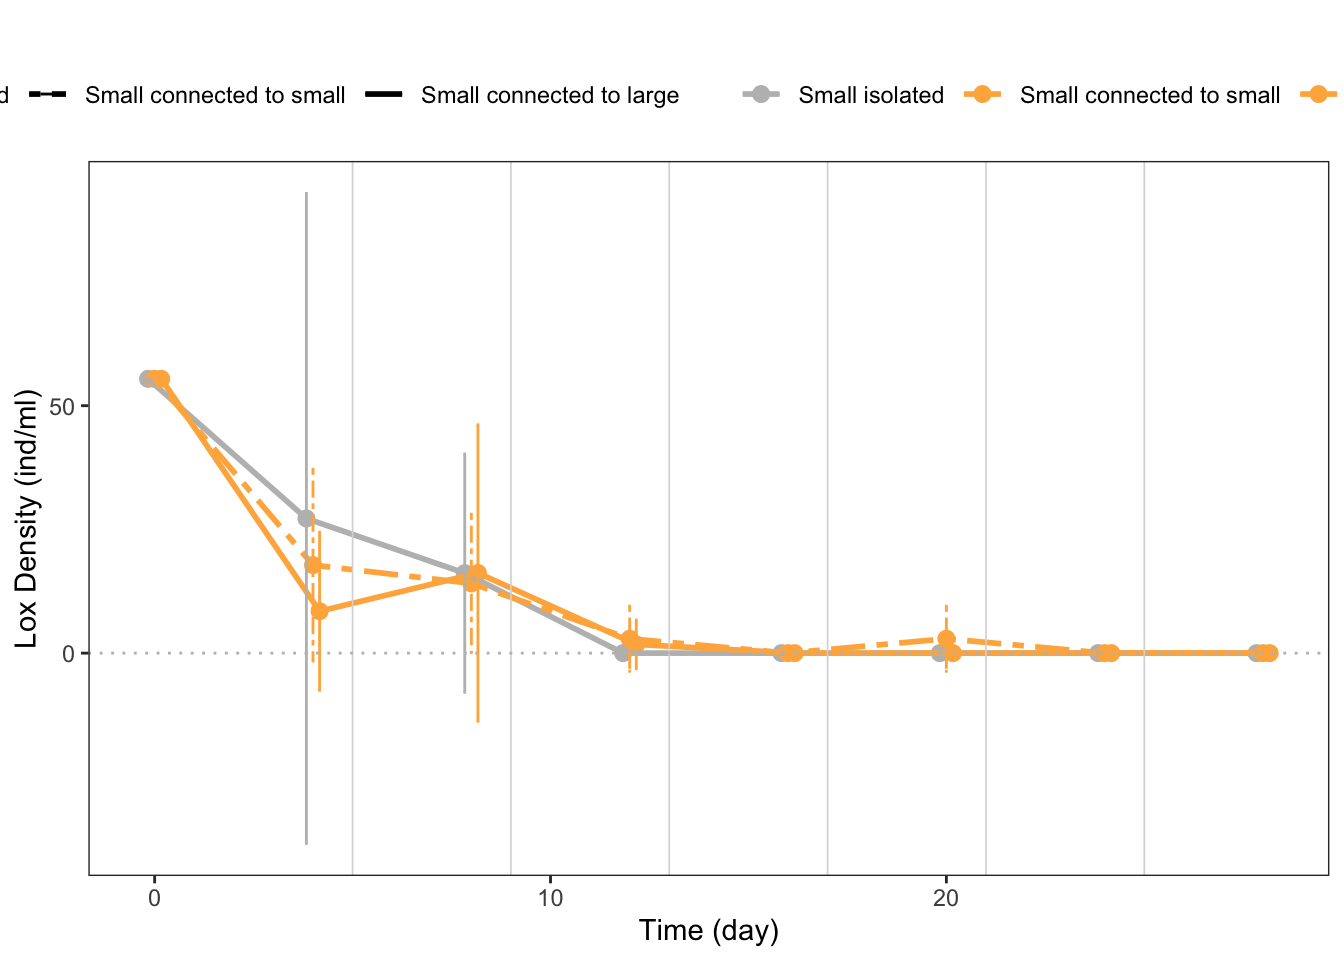 d Small connected to small Small connected to large Small isolated Small connected to small
Lox Density (ind/ml)
50
0
0 10 20
Time (day)